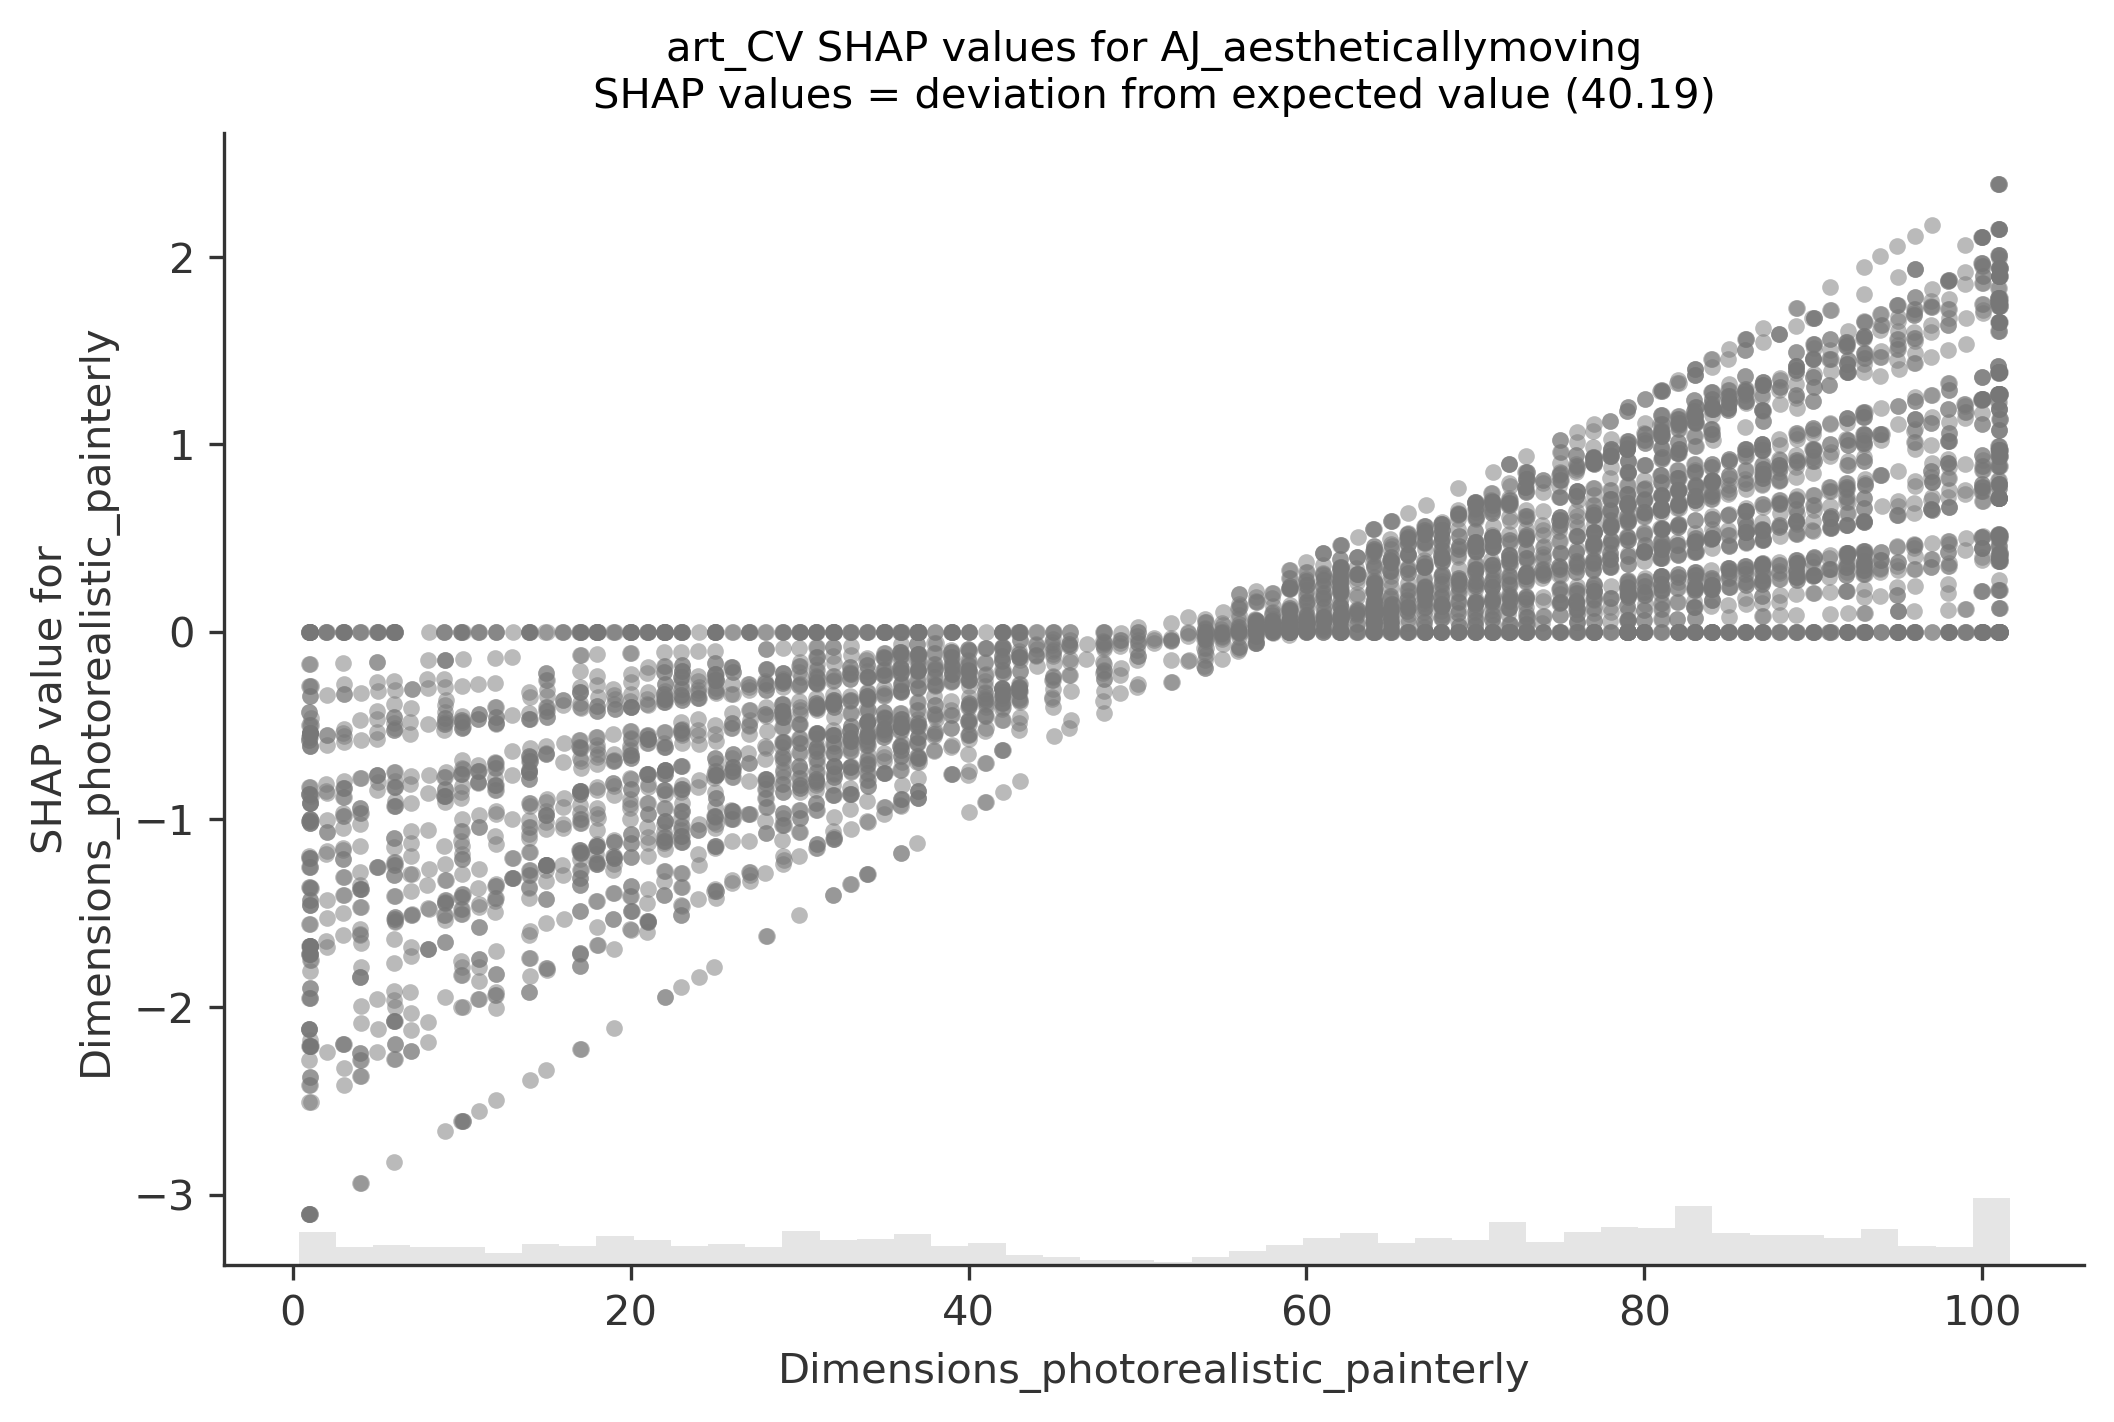 art_CV SHAP values for AJ_aestheticallymoving
SHAP values = deviation from expected value (40.19)
SHAP value for
Dimensions_photorealistic_painterly
2
1
0
−1
−2
−3
0
20
40
60
80
100
Dimensions_photorealistic_painterly